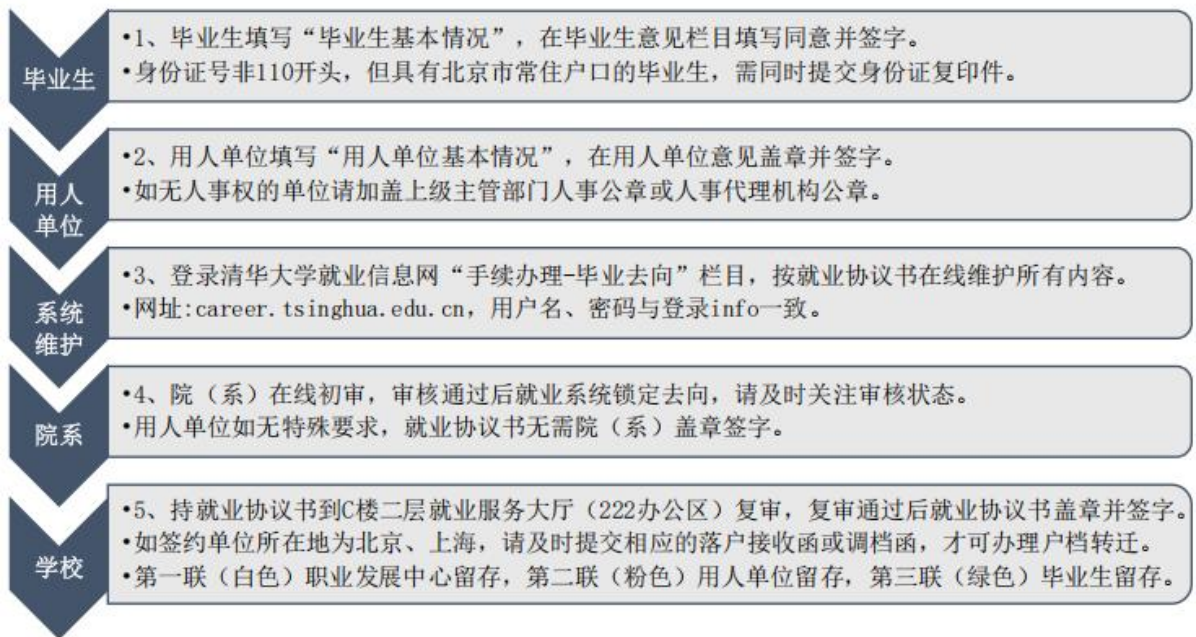 毕业生
•1、毕业生填写“毕业生基本情况”，在毕业生意见栏目填写同意并签字。
•身份证号非110开头，但具有北京市常住户口的毕业生，需同时提交身份证复印件。
用人
单位
•2、用人单位填写“用人单位基本情况”，在用人单位意见盖章并签字。
•如无人事权的单位请加盖上级主管部门人事公章或人事代理机构公章。
系统
维护
•3、登录清华大学就业信息网“手续办理-毕业去向”栏目，按就业协议书在线维护所有内容。
•网址:career.tsinghua.edu.cn，用户名、密码与登录info一致。
院系
•4、院（系）在线初审，审核通过后就业系统锁定去向，请及时关注审核状态。
•用人单位如无特殊要求，就业协议书无需院（系）盖章签字。
学校
•5、持就业协议书到C楼二层就业服务大厅（222办公区）复审，复审通过后就业协议书盖章并签字。
•如签约单位所在地为北京、上海，请及时提交相应的落户接收函或调档函，才可办理户档转迁。
•第一联（白色）职业发展中心留存，第二联（粉色）用人单位留存，第三联（绿色）毕业生留存。